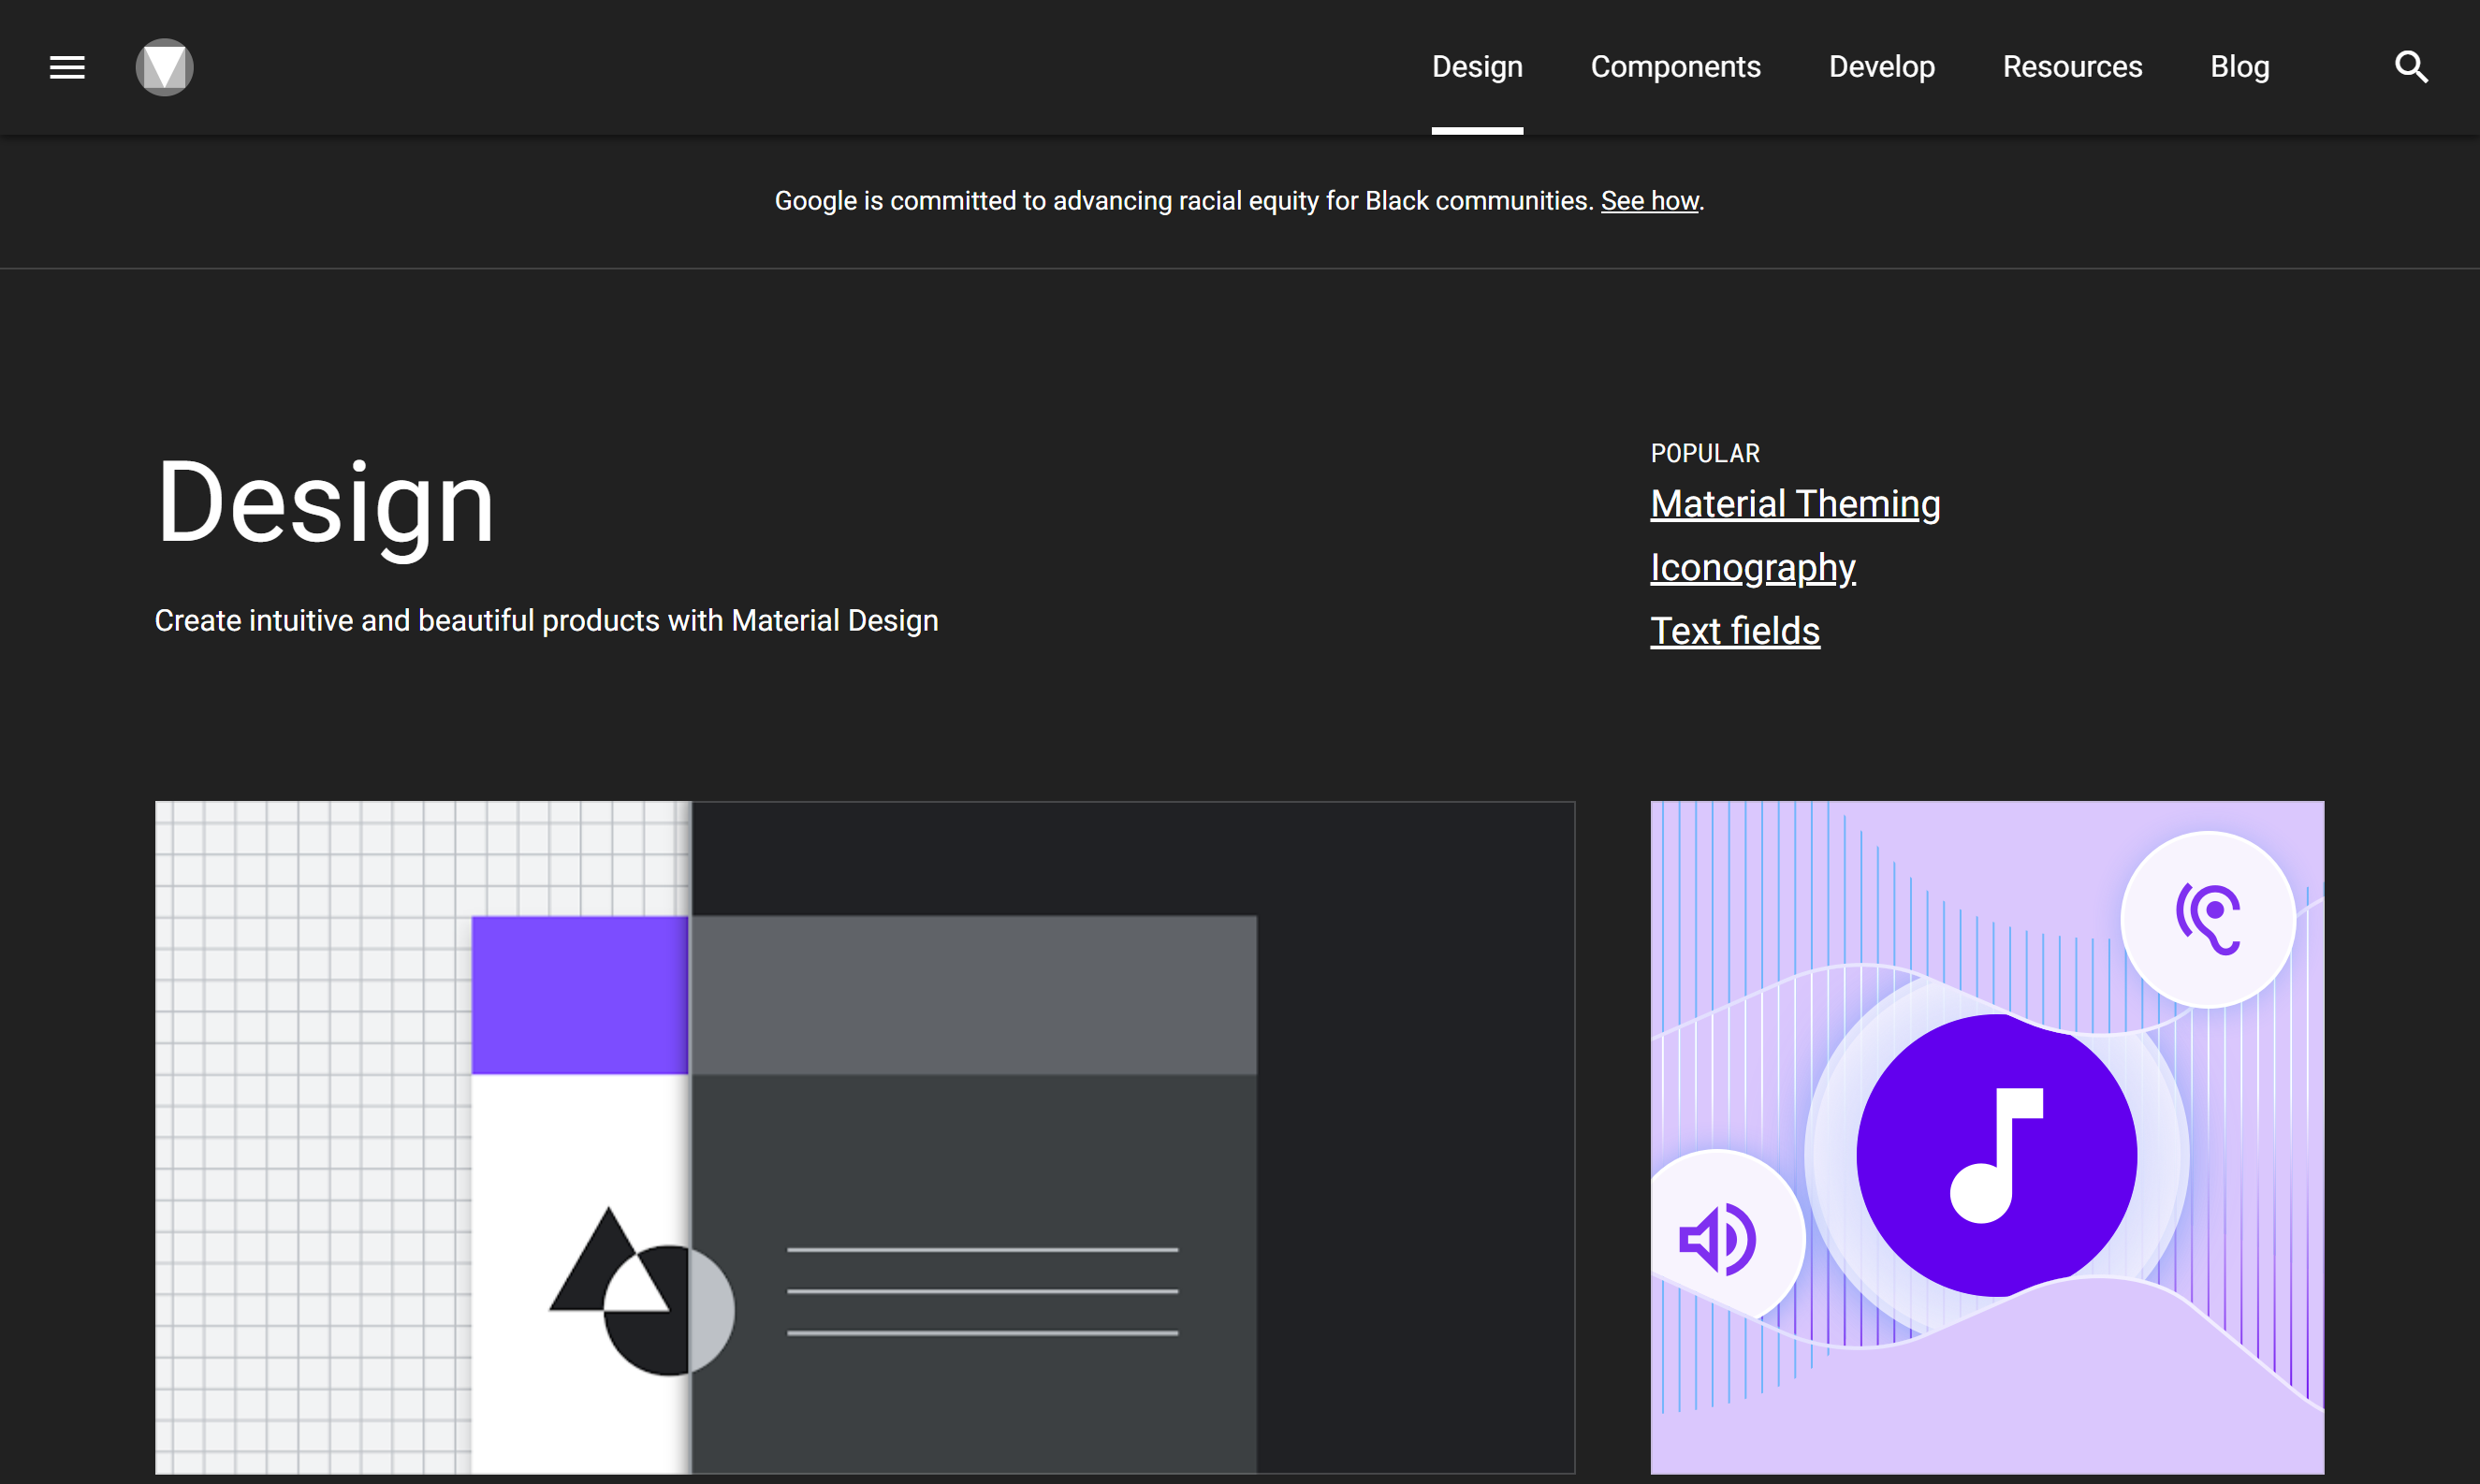 Design Components Develop Resources Blog
Google is committed to advancing racial equity for Black communities. See how.
Design
Create intuitive and beautiful products with Material Design
POPULAR
Material Theming
Iconography
Text fields